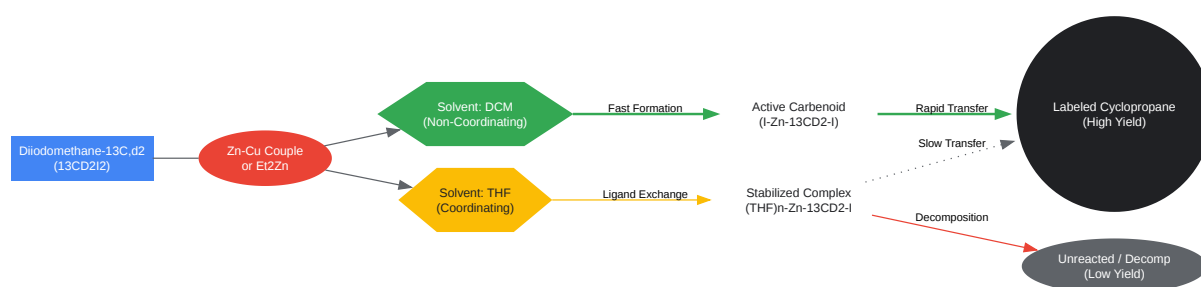 Diiodomethane-13C,d2
(13CD2I2)
Zn-Cu Couple
or Et2Zn
Solvent: DCM
(Non-Coordinating)
Fast Formation
Active Carbenoid
(I-Zn-13CD2-I)
Rapid Transfer
Labeled Cyclopropane
(High Yield)
Solvent: THF
(Coordinating)
Ligand Exchange
Stabilized Complex
(THF)n-Zn-13CD2-I
Slow Transfer
Decomposition
Unreacted / Decomp
(Low Yield)